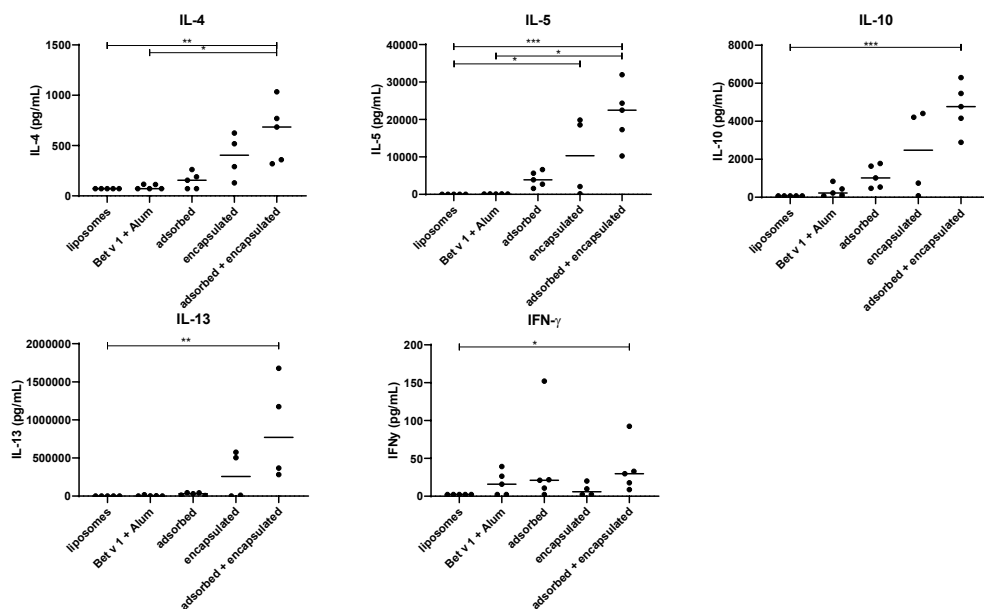 IL-4
**
*
1500
1000
500
0
IL-4 (pg/mL)
liposomes
Bet v 1 + Alum
adsorbed
encapsulated
adsorbed + encapsulated
IL-5
***
*
*
40000
30000
20000
10000
0
IL-5 (pg/mL)
liposomes
Bet v 1 + Alum
adsorbed
encapsulated
adsorbed + encapsulated
IL-10
***
8000
6000
4000
2000
0
IL-10 (pg/mL)
liposomes
Bet v 1 + Alum
adsorbed
encapsulated
adsorbed + encapsulated
IL-13
**
2000000
1500000
1000000
500000
0
IL-13 (pg/mL)
liposomes
Bet v 1 + Alum
adsorbed
encapsulated
adsorbed + encapsulated
IFN-γ
*
200
150
100
50
0
IFNy (pg/mL)
liposomes
Bet v 1 + Alum
adsorbed
encapsulated
adsorbed + encapsulated